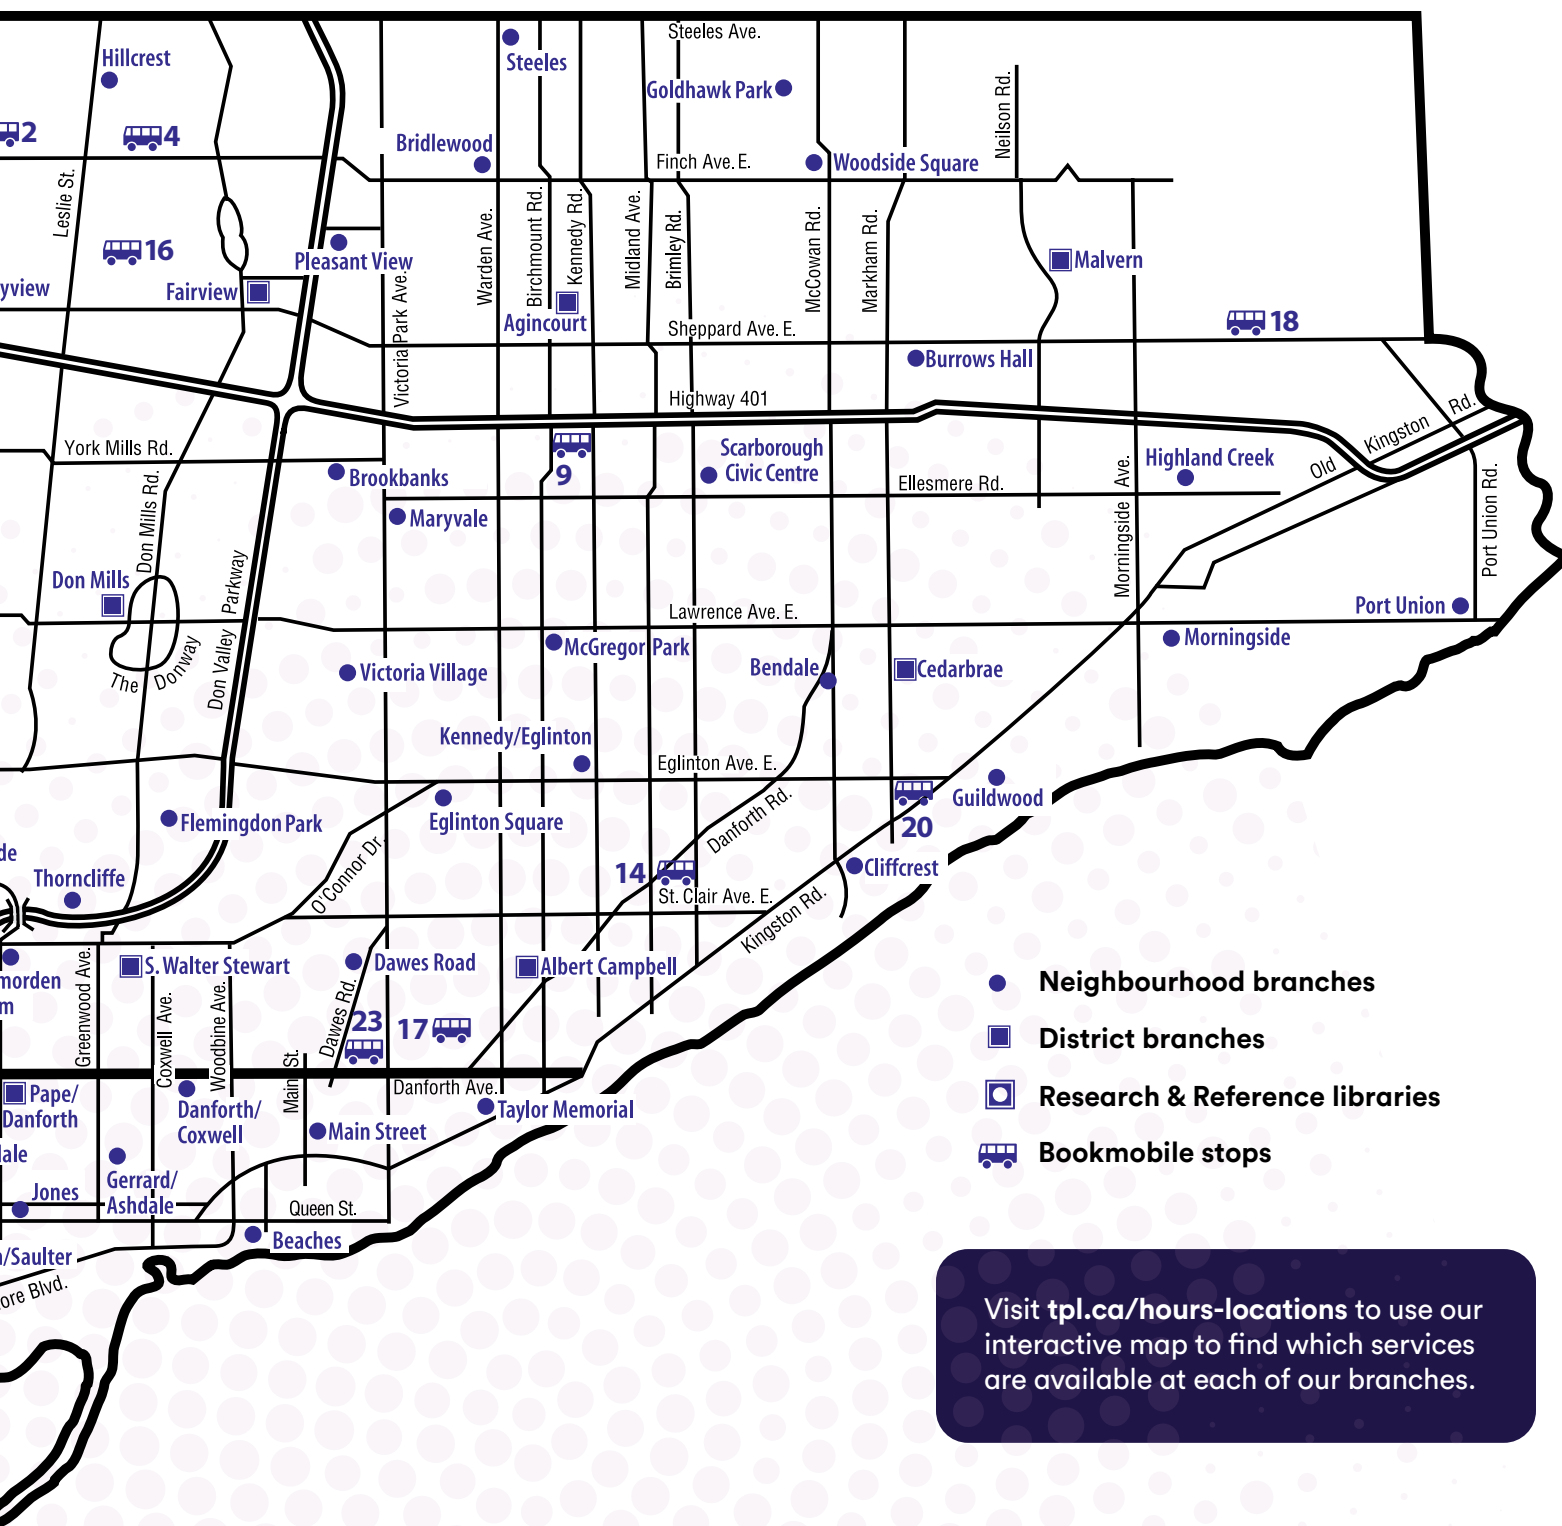 Steeles Ave.
Hillcrest
Steeles
Goldhawk Park
Neilson Rd.
2
4
Bridlewood
Finch Ave. E.
Woodside Square
Leslie St.
16
Pleasant View
Warden Ave.
Birchmount Rd.
Kennedy Rd.
Midland Ave.
Brimley Rd.
McCowan Rd.
Markham Rd.
Malvern
yview
Fairview
Victoria Park Ave.
Agincourt
Sheppard Ave. E.
18
Burrows Hall
Highway 401
Old Kingston Rd.
York Mills Rd.
Brookbanks
9
Scarborough
Civic Centre
Ellesmere Rd.
Morningside Ave.
Highland Creek
Port Union Rd.
Don Mills Rd.
Maryvale
Don Mills
Don Valley Parkway
The Donway
Lawrence Ave. E.
Port Union
McGregor Park
Morningside
Victoria Village
Bendale
Cedarbrae
Kennedy/Eglinton
Eglinton Ave. E.
Guildwood
Flemingdon Park
Eglinton Square
Danforth Rd.
20
de
Thorncliffe
O'Connor Dr.
14
St. Clair Ave. E.
Cliffcrest
Kingston Rd.
morden
m
Greenwood Ave.
S. Walter Stewart
Coxwell Ave.
Woodbine Ave.
Dawes Road
Dawes Rd.
Albert Campbell
23
17
Main St.
Danforth Ave.
Pape/
Danforth
Danforth/
Coxwell
Taylor Memorial
Main Street
ale
Gerrard/
Ashdale
Jones
Queen St.
Beaches
/Saulter
ore Blvd.
Neighbourhood branches
District branches
Research & Reference libraries
Bookmobile stops
Visit tpl.ca/hours-locations to use our
interactive map to find which services
are available at each of our branches.